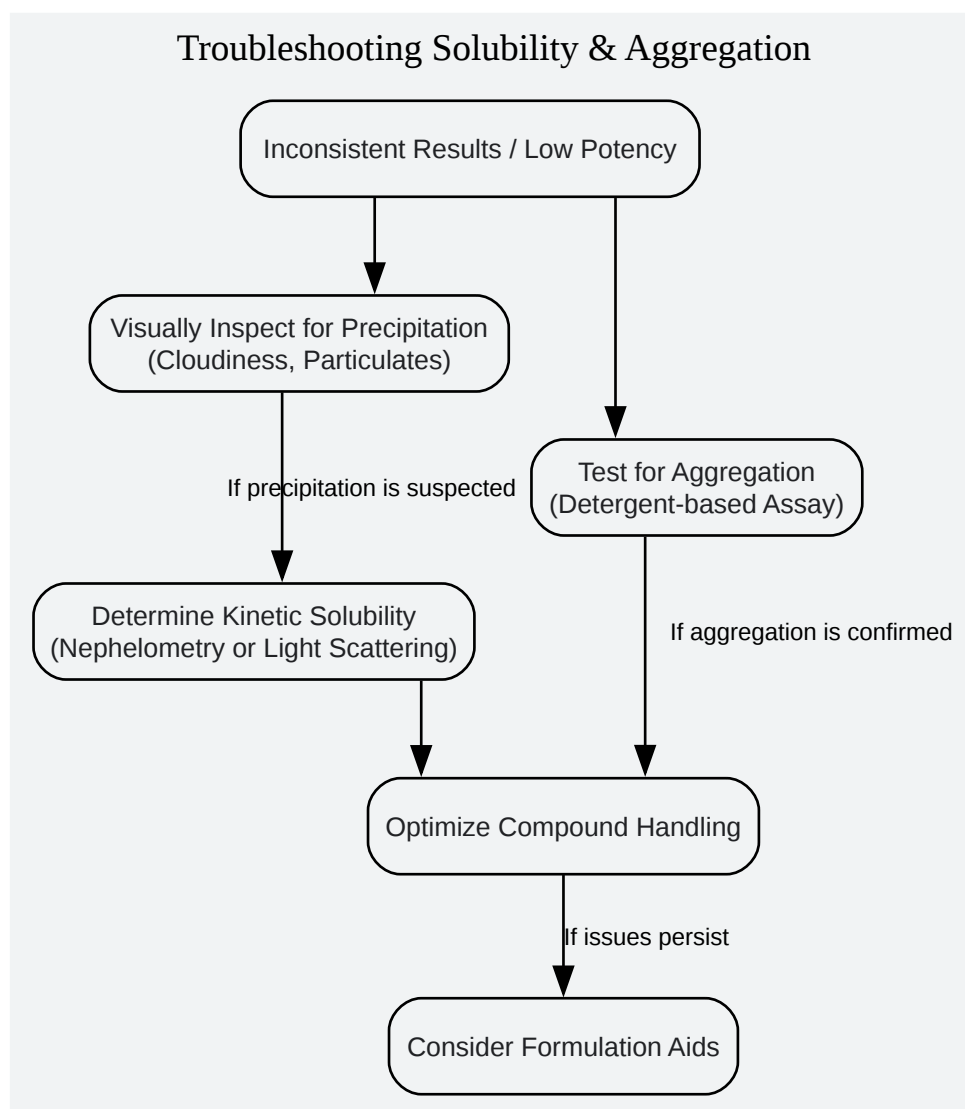 Troubleshooting Solubility & Aggregation
Inconsistent Results / Low Potency
Visually Inspect for Precipitation
(Cloudiness, Particulates)
Test for Aggregation
(Detergent-based Assay)
If precipitation is suspected
Determine Kinetic Solubility
(Nephelometry or Light Scattering)
If aggregation is confirmed
Optimize Compound Handling
If issues persist
Consider Formulation Aids